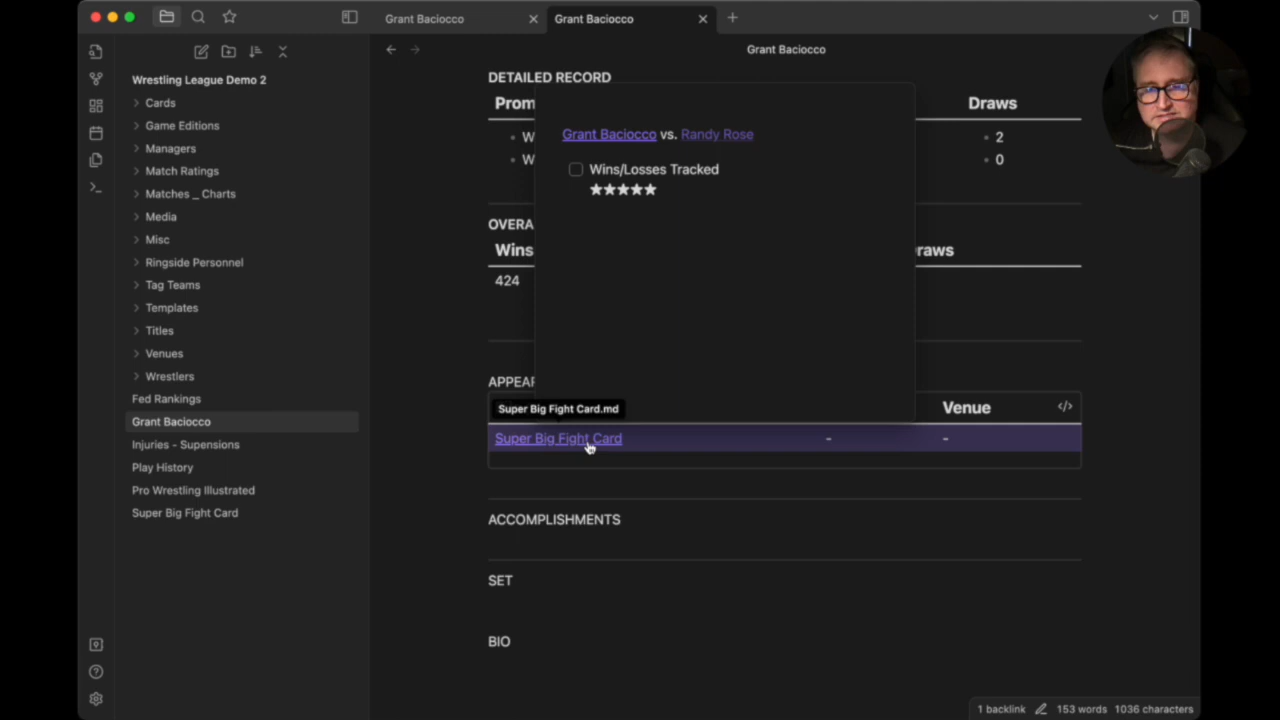 Grant Baciocco
Grant Baciocco
Grant Baciocco
Wrestling League Demo 2
Cards
Game Editions
Managers
Match Ratings
Matches _ Charts
Media
Misc
Ringside Personnel
Tag Teams
Templates
Titles
Venues
Wrestlers
Fed Rankings
Grant Baciocco
Injuries - Supensions
Play History
Pro Wrestling Illustrated
Super Big Fight Card
DETAILED RECORD
Prom
Draws
W
2
W
0
Grant Baciocco vs. Randy Rose
Wins/Losses Tracked
★★★★★
OVERA
Wins
raws
424
APPEAR
Super Big Fight Card.md
Venue
</>
Super Big Fight Card - -
ACCOMPLISHMENTS
SET
BIO
1 backlink 153 words 1036 characters